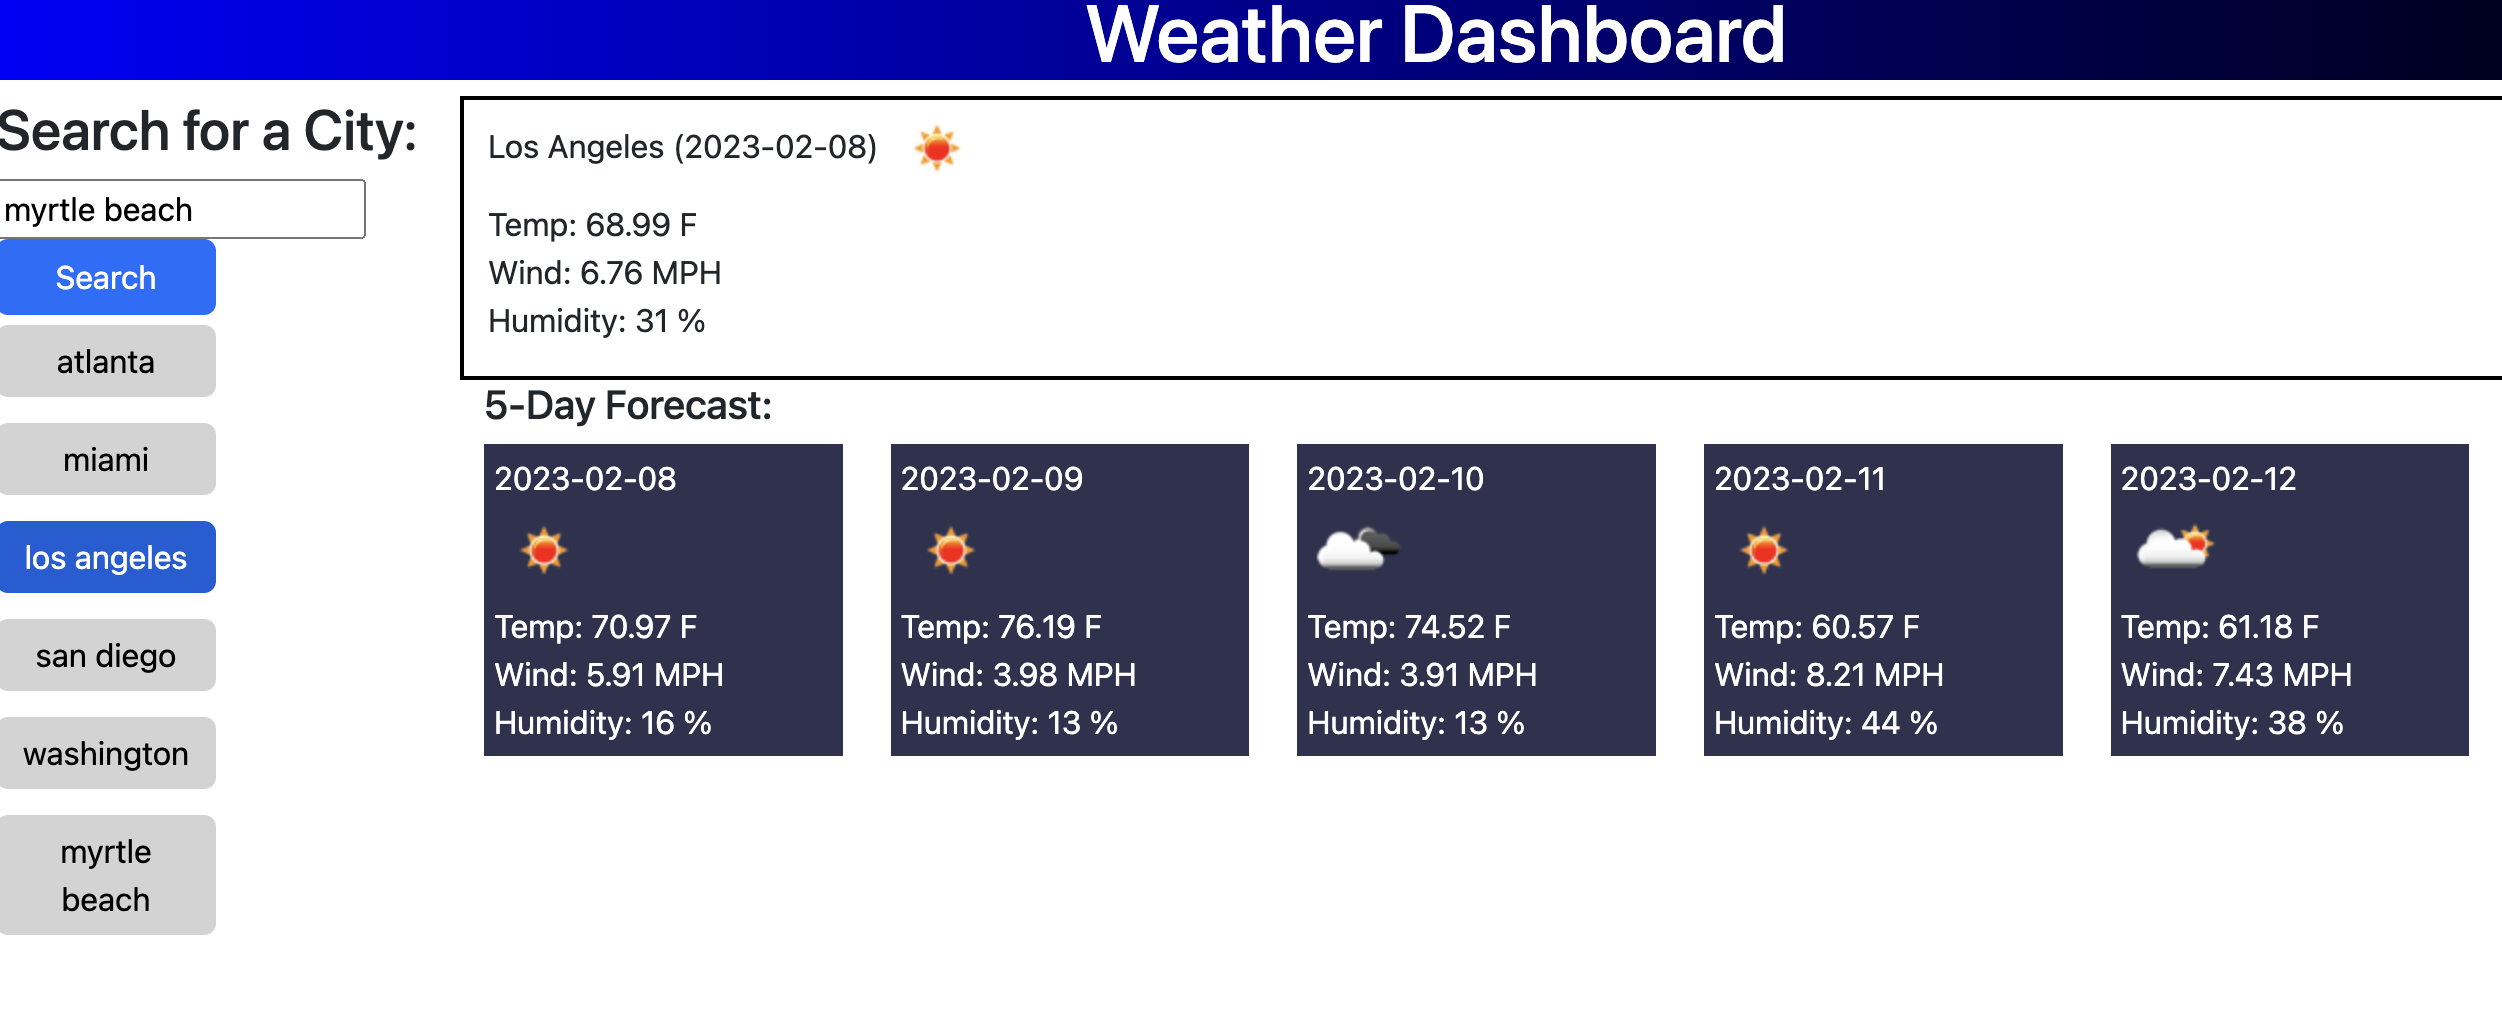 Weather Dashboard
Search for a City:
myrtle beach
Search
atlanta
miami
los angeles
san diego
washington
myrtle
beach
Los Angeles (2023-02-08)
Temp: 68.99 F
Wind: 6.76 MPH
Humidity: 31 %
5-Day Forecast:
2023-02-08
Temp: 70.97 F
Wind: 5.91 MPH
Humidity: 16 %
2023-02-09
Temp: 76.19 F
Wind: 3.98 MPH
Humidity: 13 %
2023-02-10
Temp: 74.52 F
Wind: 3.91 MPH
Humidity: 13 %
2023-02-11
Temp: 60.57 F
Wind: 8.21 MPH
Humidity: 44 %
2023-02-12
Temp: 61.18 F
Wind: 7.43 MPH
Humidity: 38 %